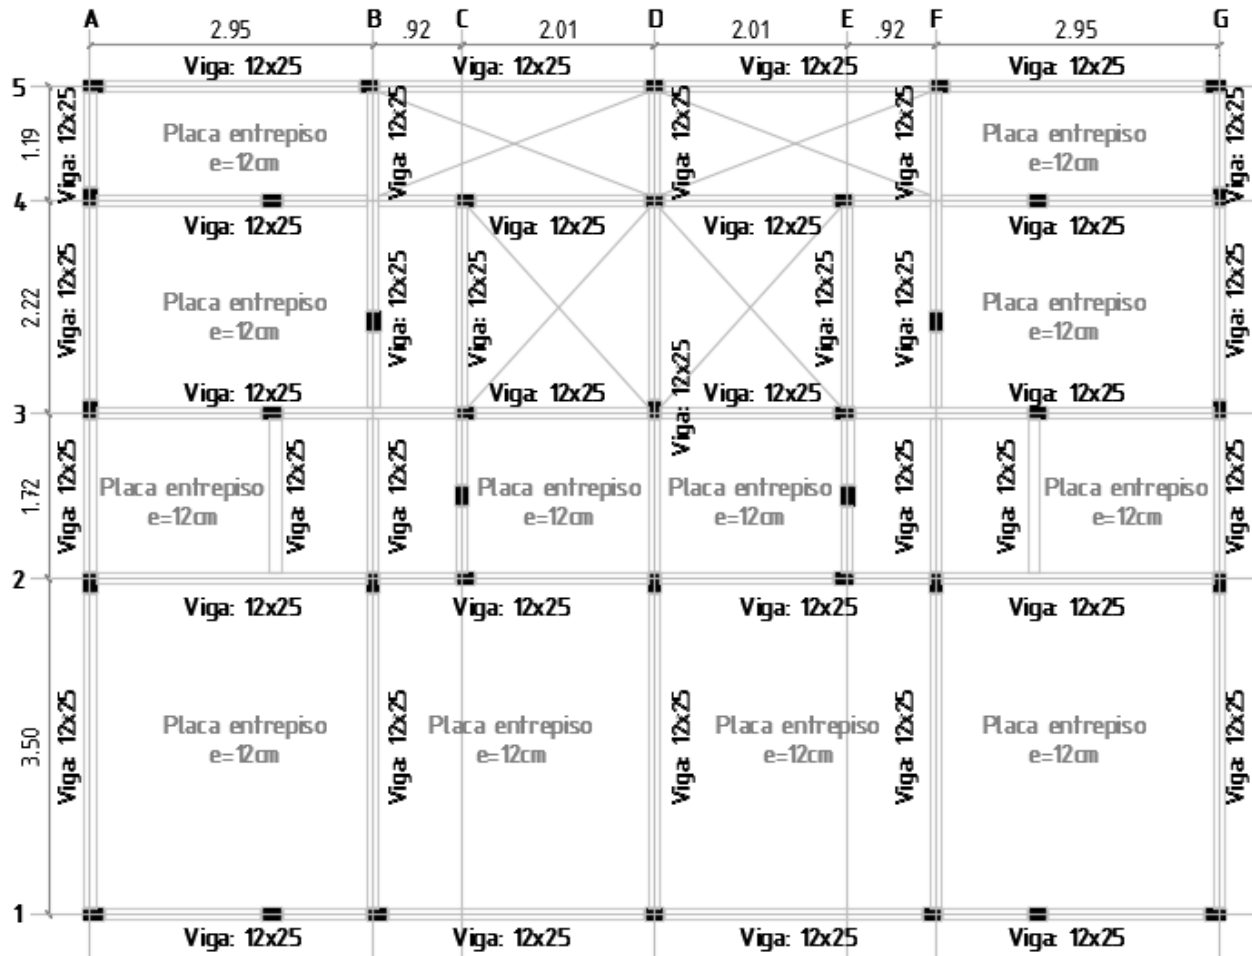 A B C D E F G
2.95 .92 2.01 2.01 .92 2.95
Viga: 12x25 Viga: 12x25 Viga: 12x25 Viga: 12x25
5
Viga: 12x25 Viga: 12x25 Viga: 12x25 Viga: 12x25 Viga: 12x25
1.19
Placa entrepiso Placa entrepiso
e=12cm e=12cm
4
Viga: 12x25 Viga: 12x25 Viga: 12x25 Viga: 12x25
Viga: 12x25 Viga: 12x25 Viga: 12x25 Viga: 12x25 Viga: 12x25 Viga: 12x25
2.22
Placa entrepiso Placa entrepiso
e=12cm e=12cm
Viga: 12x25
Viga: 12x25 Viga: 12x25 Viga: 12x25 Viga: 12x25
3
Viga: 12x25 Viga: 12x25 Viga: 12x25 Viga: 12x25 Viga: 12x25 Viga: 12x25
1.72
Placa entrepiso Placa entrepiso Placa entrepiso Placa entrepiso
e=12cm e=12cm e=12cm e=12cm
2
Viga: 12x25 Viga: 12x25 Viga: 12x25 Viga: 12x25
Viga: 12x25 Viga: 12x25 Viga: 12x25 Viga: 12x25 Viga: 12x25
3.50
Placa entrepiso Placa entrepiso Placa entrepiso Placa entrepiso
e=12cm e=12cm e=12cm e=12cm
1
Viga: 12x25 Viga: 12x25 Viga: 12x25 Viga: 12x25